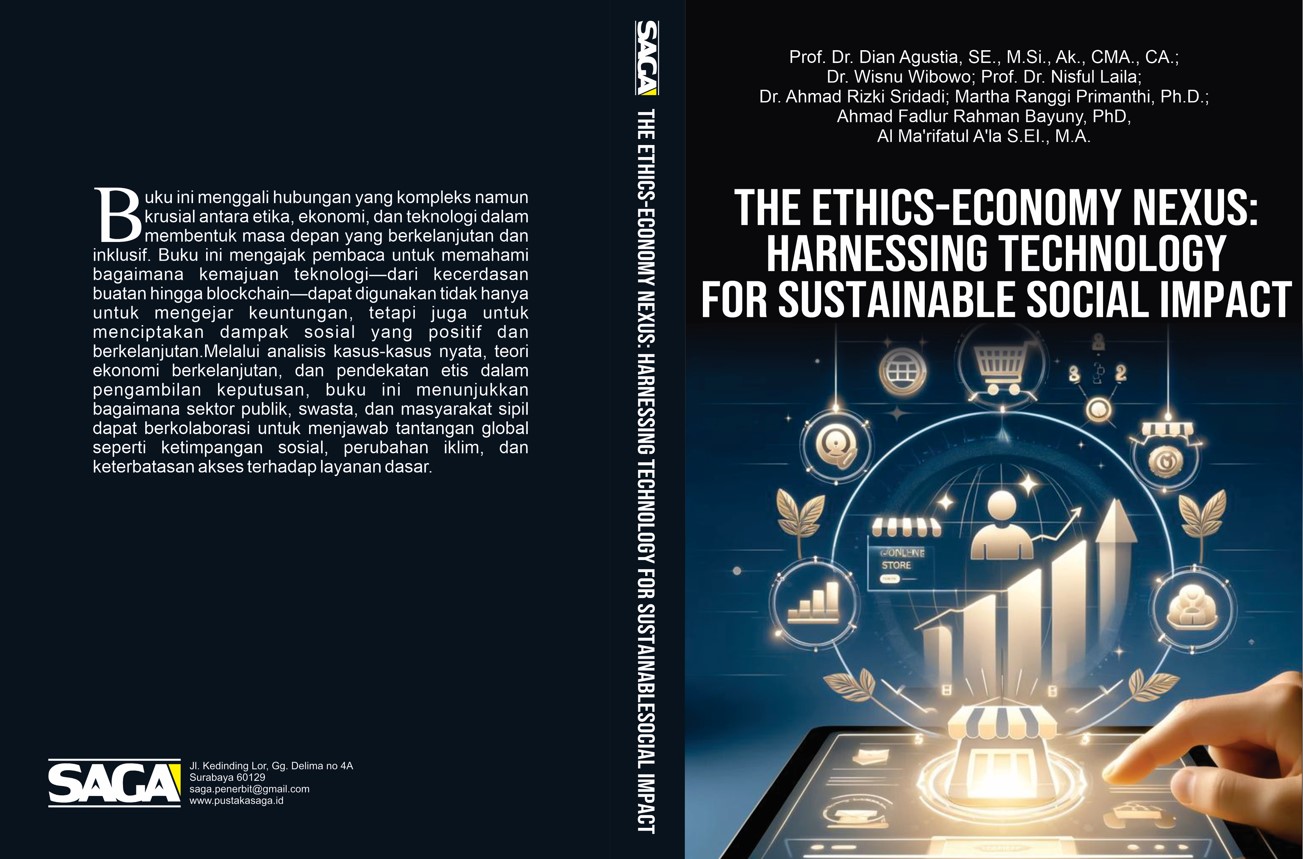 Buku ini menggali hubungan yang kompleks namun
krusial antara etika, ekonomi, dan teknologi dalam
membentuk masa depan yang berkelanjutan dan
inklusif. Buku ini mengajak pembaca untuk memahami
bagaimana kemajuan teknologi—dari kecerdasan
buatan hingga blockchain—dapat digunakan tidak hanya
untuk mengejar keuntungan, tetapi juga untuk
menciptakan dampak sosial yang positif dan
berkelanjutan.Melalui analisis kasus-kasus nyata, teori
ekonomi berkelanjutan, dan pendekatan etis dalam
pengambilan keputusan, buku ini menunjukkan
bagaimana sektor publik, swasta, dan masyarakat sipil
dapat berkolaborasi untuk menjawab tantangan global
seperti ketimpangan sosial, perubahan iklim, dan
keterbatasan akses terhadap layanan dasar.
SAGA
Jl. Kedinding Lor, Gg. Delima no 4A
Surabaya 60129
saga.penerbit@gmail.com
www.pustakasaga.id
SAGA
THE ETHICS-ECONOMY NEXUS: HARNESSING TECHNOLOGY FOR SUSTAINABLESOCIAL IMPACT
Prof. Dr. Dian Agustia, SE., M.Si., Ak., CMA., CA.;
Dr. Wisnu Wibowo; Prof. Dr. Nisful Laila;
Dr. Ahmad Rizki Sridadi; Martha Ranggi Primanthi, Ph.D.;
Ahmad Fadlur Rahman Bayuny, PhD,
Al Ma'rifatul A'la S.EI., M.A.
THE ETHICS-ECONOMY NEXUS:
HARNESSING TECHNOLOGY
FOR SUSTAINABLE SOCIAL IMPACT
3 2
ONLINE
STORE